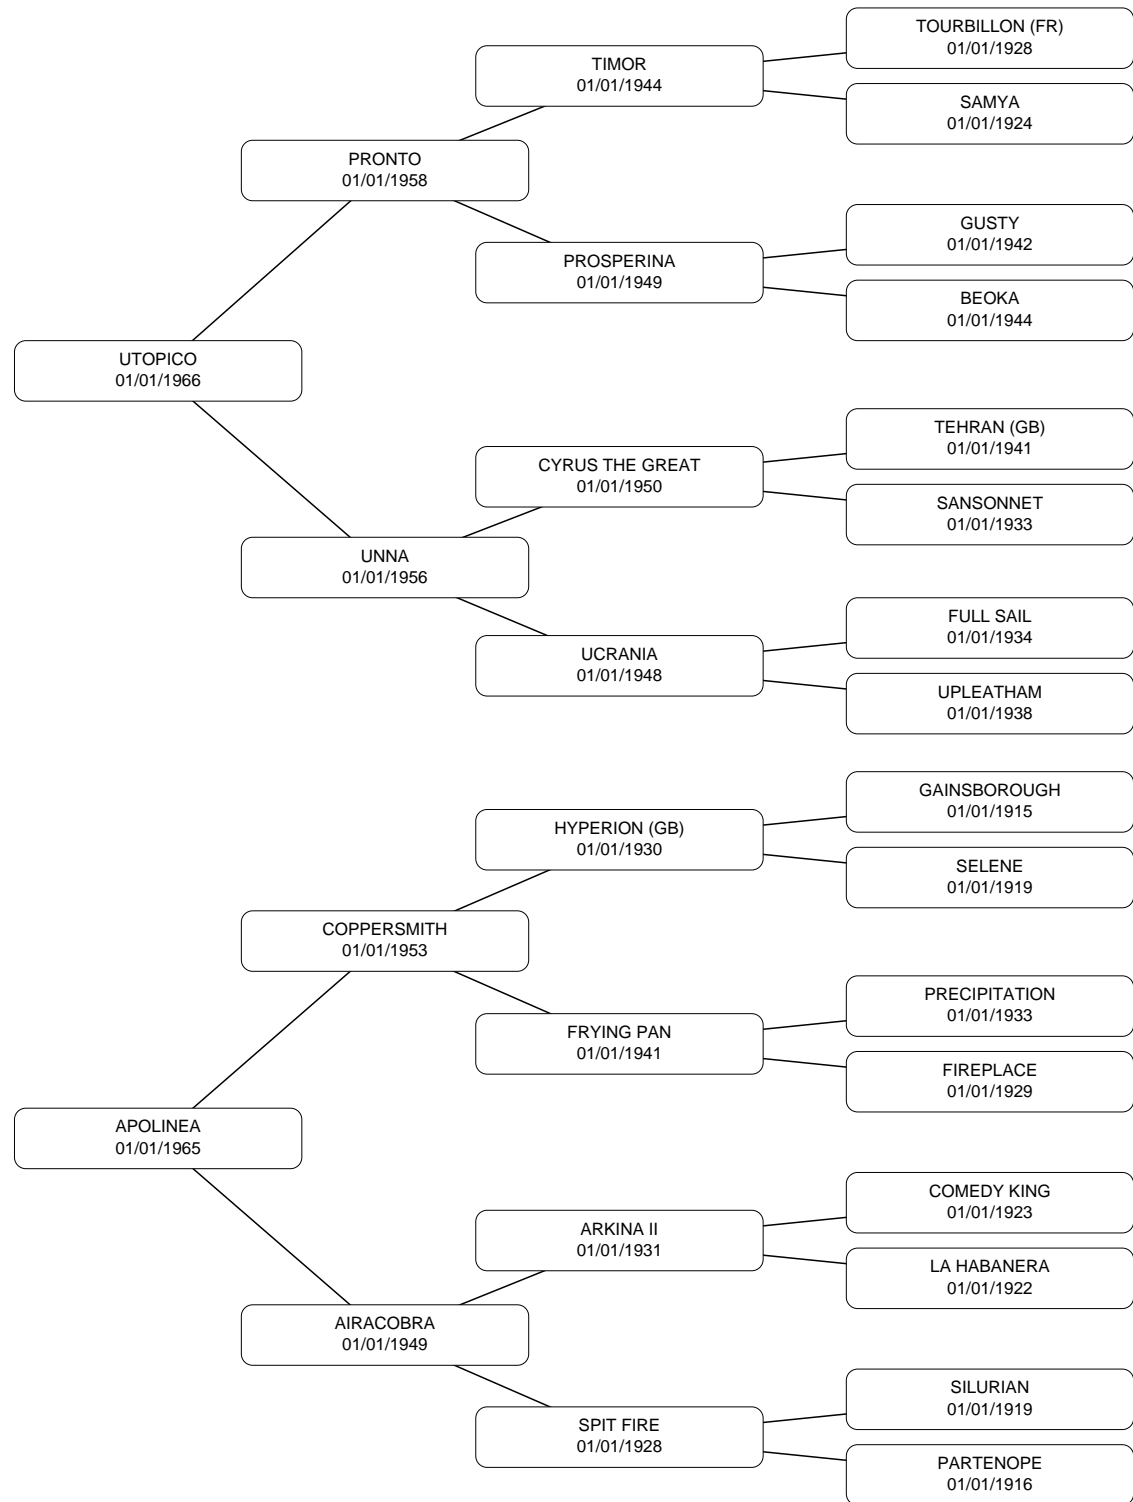 TOURBILLON (FR)
01/01/1928
TIMOR
01/01/1944
SAMYA
01/01/1924
PRONTO
01/01/1958
GUSTY
01/01/1942
PROSPERINA
01/01/1949
BEOKA
01/01/1944
UTOPICO
01/01/1966
TEHRAN (GB)
01/01/1941
CYRUS THE GREAT
01/01/1950
SANSONNET
01/01/1933
UNNA
01/01/1956
FULL SAIL
01/01/1934
UCRANIA
01/01/1948
UPLEATHAM
01/01/1938
GAINSBOROUGH
01/01/1915
HYPERION (GB)
01/01/1930
SELENE
01/01/1919
COPPERSMITH
01/01/1953
PRECIPITATION
01/01/1933
FRYING PAN
01/01/1941
FIREPLACE
01/01/1929
APOLINEA
01/01/1965
COMEDY KING
01/01/1923
ARKINA II
01/01/1931
LA HABANERA
01/01/1922
AIRACOBRA
01/01/1949
SILURIAN
01/01/1919
SPIT FIRE
01/01/1928
PARTENOPE
01/01/1916